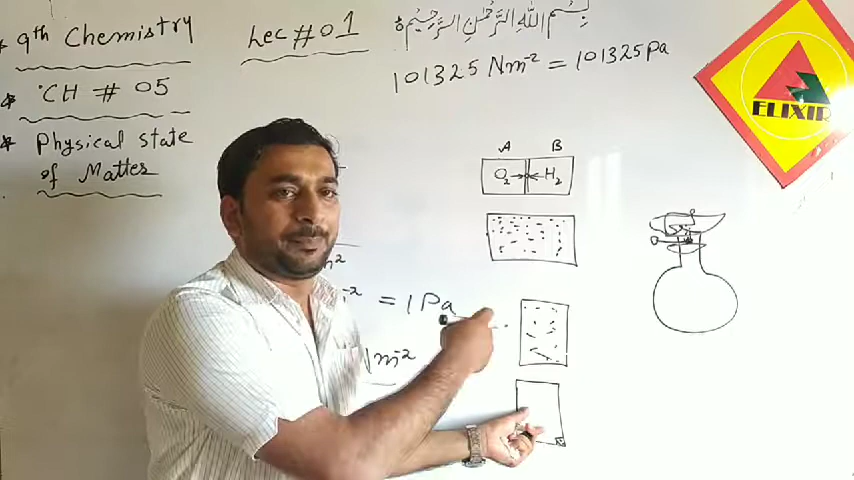 9th Chemistry
Lec # 01
بِسْمِ اللّٰهِ الرَّحْمٰنِ الرَّحِيْمِ
101325 Nm⁻² = 101325 Pa
CH # 05
Physical state
of Matter
A B
O₂ → ← H₂
= 1 Pa
ELIXIR